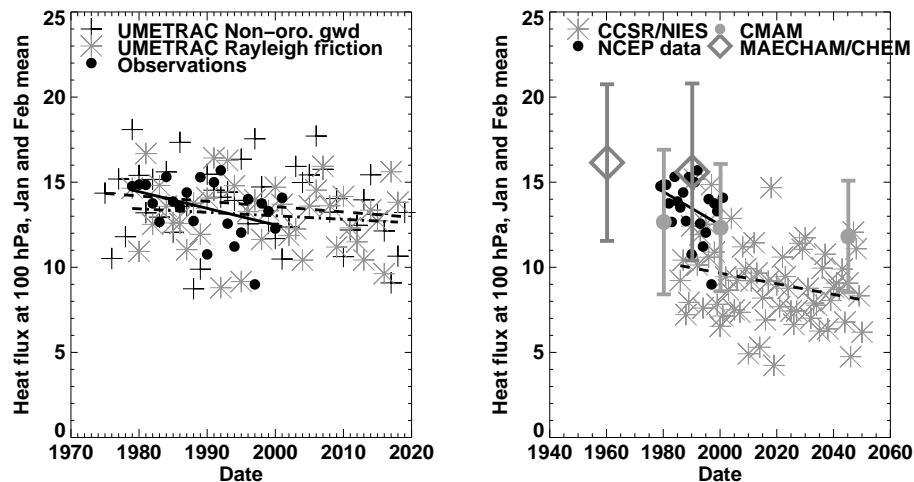 UMETRAC Non-oro. gwd
UMETRAC Rayleigh friction
Observations
Heat flux at 100 hPa, Jan and Feb mean
25
20
15
10
5
0
1970 1980 1990 2000 2010 2020
Date
CCSR/NIES CMAM
NCEP data MAECHAM/CHEM
Heat flux at 100 hPa, Jan and Feb mean
25
20
15
10
5
0
1940 1960 1980 2000 2020 2040 2060
Date